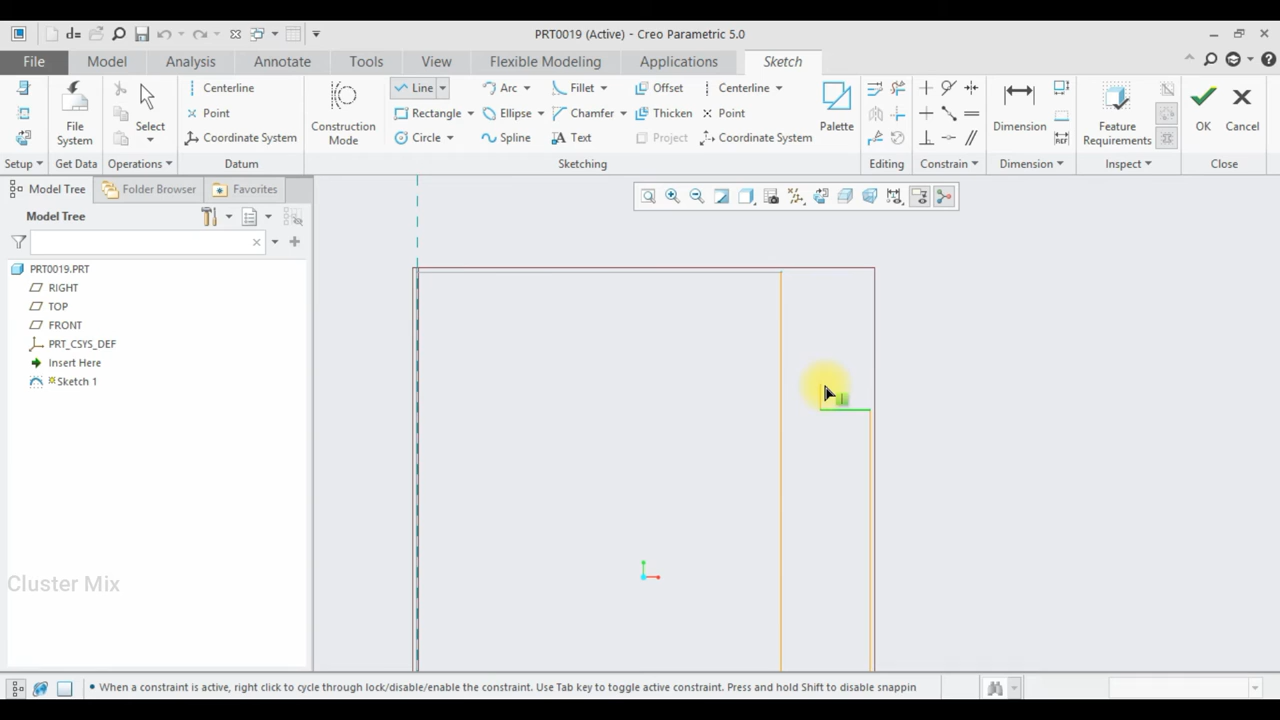 d=
PRT0019 (Active) - Creo Parametric 5.0
File Model Analysis Annotate Tools View Flexible Modeling Applications Sketch
File System
Select
Centerline
Point
Coordinate System
Construction Mode
Line
Rectangle
Circle
Arc
Ellipse
Spline
Fillet
Chamfer
Text
Offset
Thicken
Project
Centerline
Point
Coordinate System
Palette
Dimension
REF
Feature Requirements
OK
Cancel
Setup Get Data Operations Datum Sketching Editing Constrain Dimension Inspect Close
Model Tree Folder Browser Favorites
Model Tree
PRT0019.PRT
RIGHT
TOP
FRONT
PRT_CSYS_DEF
Insert Here
Sketch 1
Cluster Mix
• When a constraint is active, right click to cycle through lock/disable/enable the constraint. Use Tab key to toggle active constraint. Press and hold Shift to disable snappin